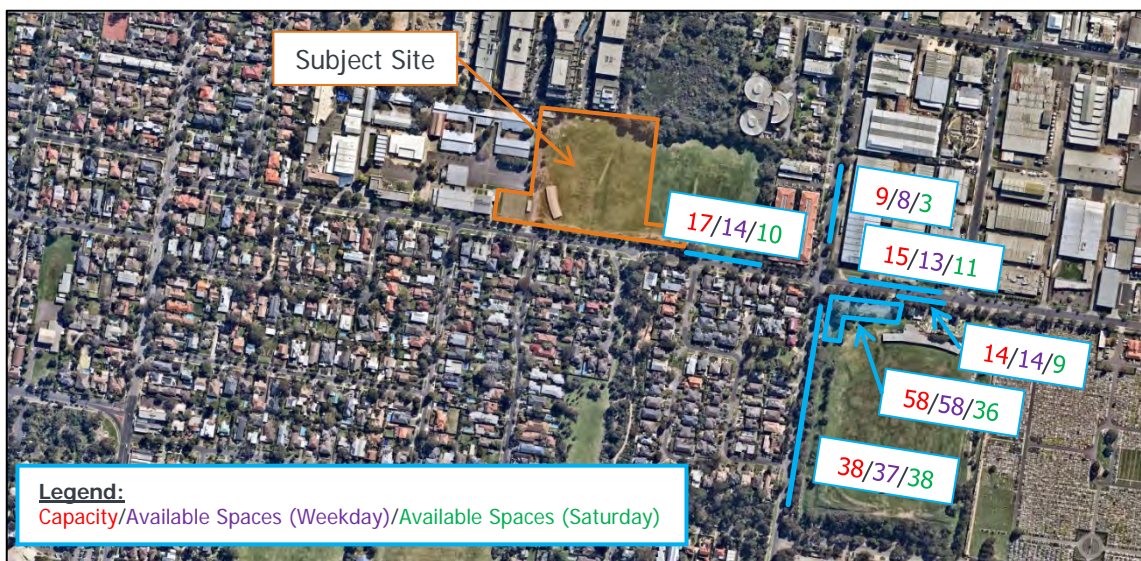 Subject Site
9/8/3
17/14/10
15/13/11
14/14/9
58/58/36
38/37/38
Legend:
Capacity/Available Spaces (Weekday)/Available Spaces (Saturday)